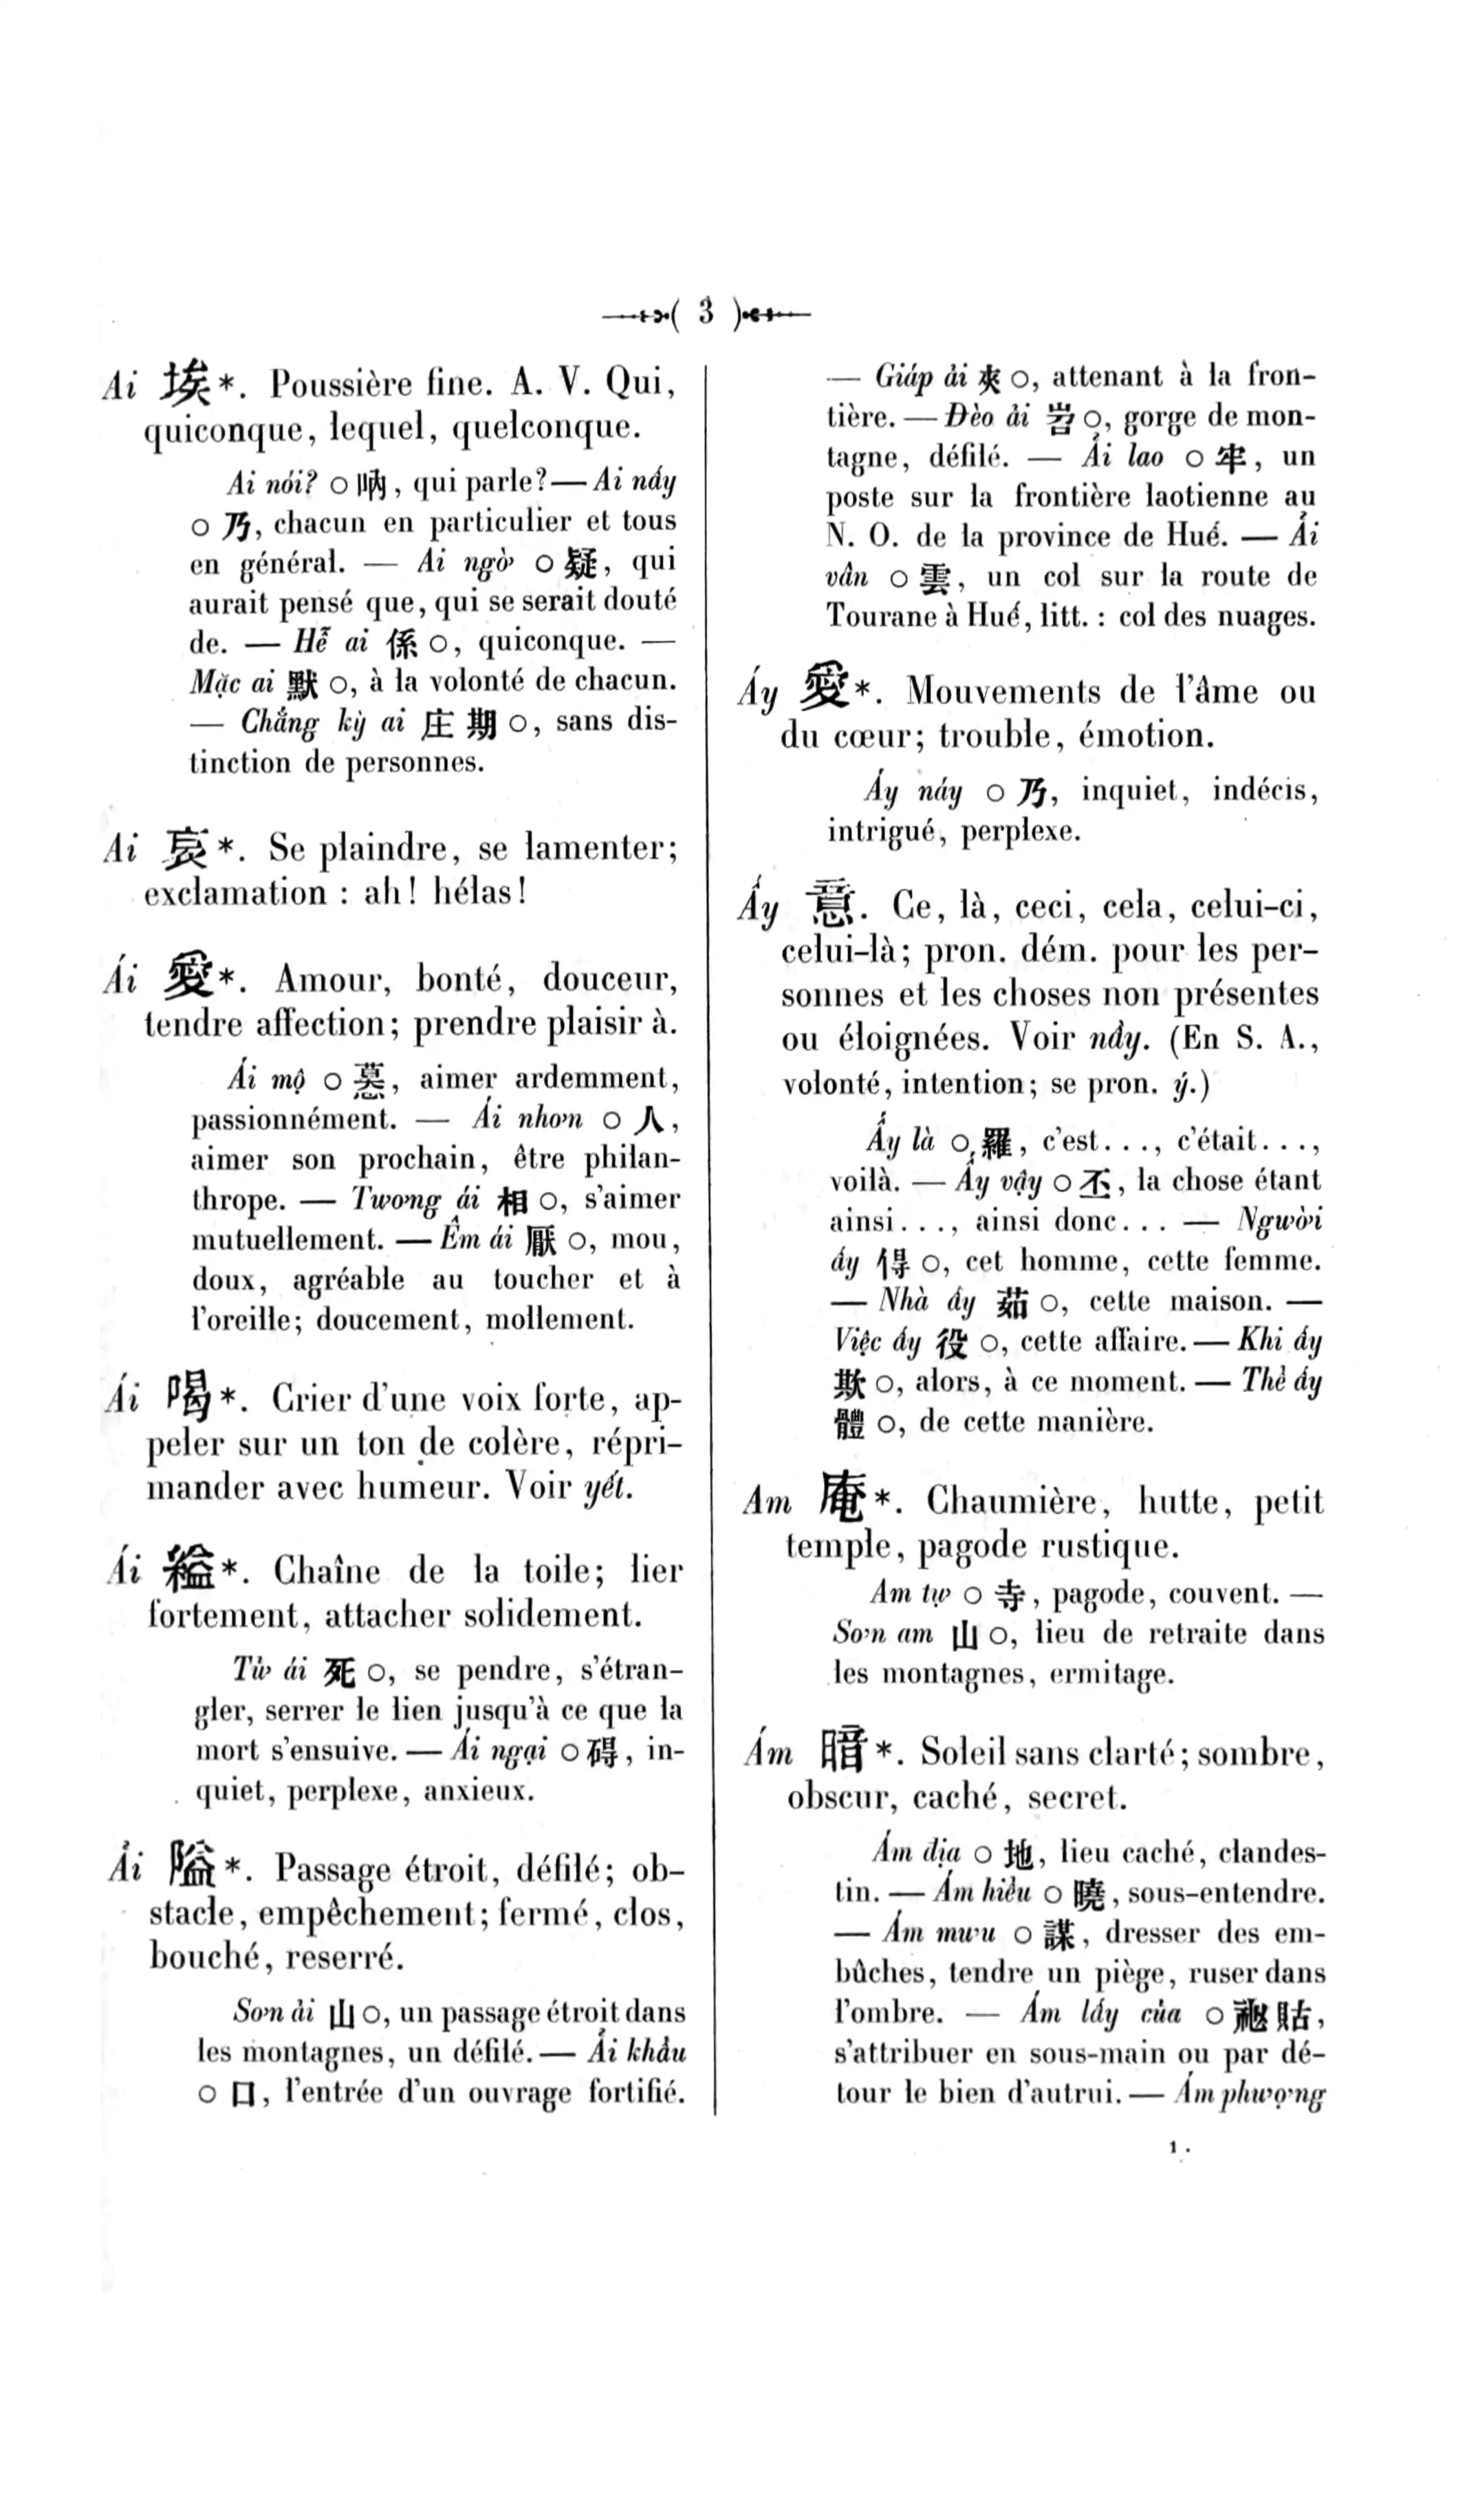 ( 3 )
Ai 埃*. Poussière fine. A. V. Qui,
quiconque, lequel, quelconque.
Ai nói? ○ 吶, qui parle? — Ai nấy
○ 乃, chacun en particulier et tous
en général. — Ai ngờ ○ 疑, qui
aurait pensé que, qui se serait douté
de. — Hễ ai 係 ○, quiconque. —
Mặc ai 默 ○, à la volonté de chacun.
— Chẳng kỳ ai 庄 期 ○, sans dis-
tinction de personnes.
Ai 哀*. Se plaindre, se lamenter;
exclamation : ah! hélas!
Ái 愛*. Amour, bonté, douceur,
tendre affection; prendre plaisir à.
Ái mộ ○ 慕, aimer ardemment,
passionnément. — Ái nhơn ○ 人,
aimer son prochain, être philan-
thrope. — Tương ái 相 ○, s'aimer
mutuellement. — Êm ái 厭 ○, mou,
doux, agréable au toucher et à
l'oreille; doucement, mollement.
Ái 喝*. Crier d'une voix forte, ap-
peler sur un ton de colère, répri-
mander avec humeur. Voir yết.
Ái 縊*. Chaîne de la toile; lier
fortement, attacher solidement.
Tử ái 死 ○, se pendre, s'étran-
gler, serrer le lien jusqu'à ce que la
mort s'ensuive. — Ái ngại ○ 碍, in-
quiet, perplexe, anxieux.
Ải 隘*. Passage étroit, défilé; ob-
stacle, empêchement; fermé, clos,
bouché, reserré.
Sơn ải 山 ○, un passage étroit dans
les montagnes, un défilé. — Ải khẩu
○ 口, l'entrée d'un ouvrage fortifié.
— Giáp ải 夾 ○, attenant à la fron-
tière. — Đèo ải 岧 ○, gorge de mon-
tagne, défilé. — Ải lao ○ 牢, un
poste sur la frontière laotienne au
N. O. de la province de Hué. — Ải
vân ○ 雲, un col sur la route de
Tourane à Hué, litt. : col des nuages.
Áy 愛*. Mouvements de l'âme ou
du cœur; trouble, émotion.
Áy náy ○ 乃, inquiet, indécis,
intrigué, perplexe.
Ấy 意. Ce, là, ceci, cela, celui-ci,
celui-là; pron. dém. pour les per-
sonnes et les choses non présentes
ou éloignées. Voir nầy. (En S. A.,
volonté, intention; se pron. ý.)
Ấy là ○ 羅, c'est..., c'était...,
voilà. — Ấy vậy ○ 丕, la chose étant
ainsi..., ainsi donc... — Người
ấy 得 ○, cet homme, cette femme.
— Nhà ấy 茹 ○, cette maison. —
Việc ấy 役 ○, cette affaire. — Khi ấy
欺 ○, alors, à ce moment. — Thể ấy
體 ○, de cette manière.
Am 庵*. Chaumière, hutte, petit
temple, pagode rustique.
Am tự ○ 寺, pagode, couvent. —
Sơn am 山 ○, lieu de retraite dans
les montagnes, ermitage.
Ám 暗*. Soleil sans clarté; sombre,
obscur, caché, secret.
Ám địa ○ 地, lieu caché, clandes-
tin. — Ám hiểu ○ 曉, sous-entendre.
— Ám mưu ○ 謀, dresser des em-
bûches, tendre un piège, ruser dans
l'ombre. — Ám lấy của ○ 𥙩 貼,
s'attribuer en sous-main ou par dé-
tour le bien d'autrui. — Ám phượng
1.